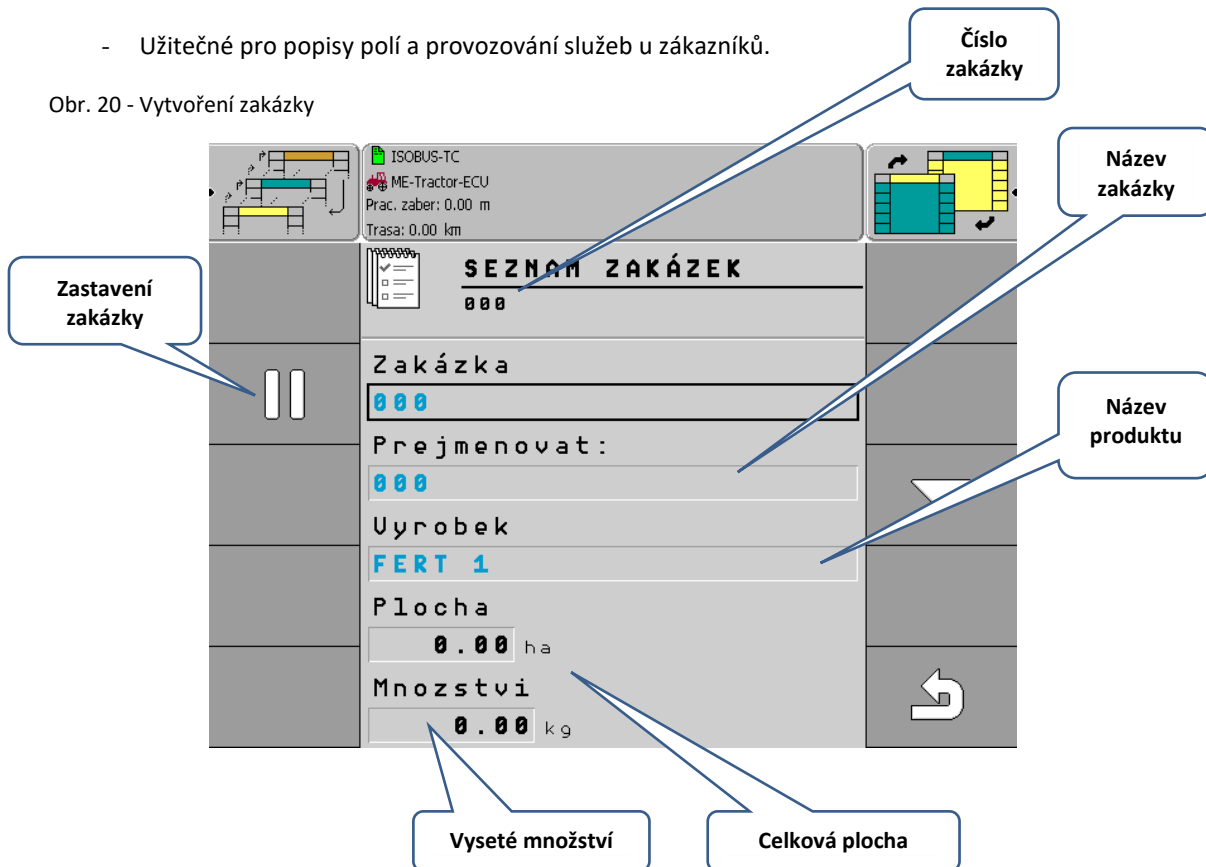 - Užitečné pro popisy polí a provozování služeb u zákazníků.
Číslo
zakázky
Obr. 20 - Vytvoření zakázky
ISOBUS-TC
ME-Tractor-ECU
Prac. zaber: 0.00 m
Trasa: 0.00 km
Název
zakázky
SEZNAM ZAKÁZEK
000
Zastavení
zakázky
Zakázka
000
Prejmenovat:
000
Název
produktu
Vyrobek
FERT 1
Plocha
0.00 ha
Mnozstvi
0.00 kg
Vyseté množství
Celková plocha